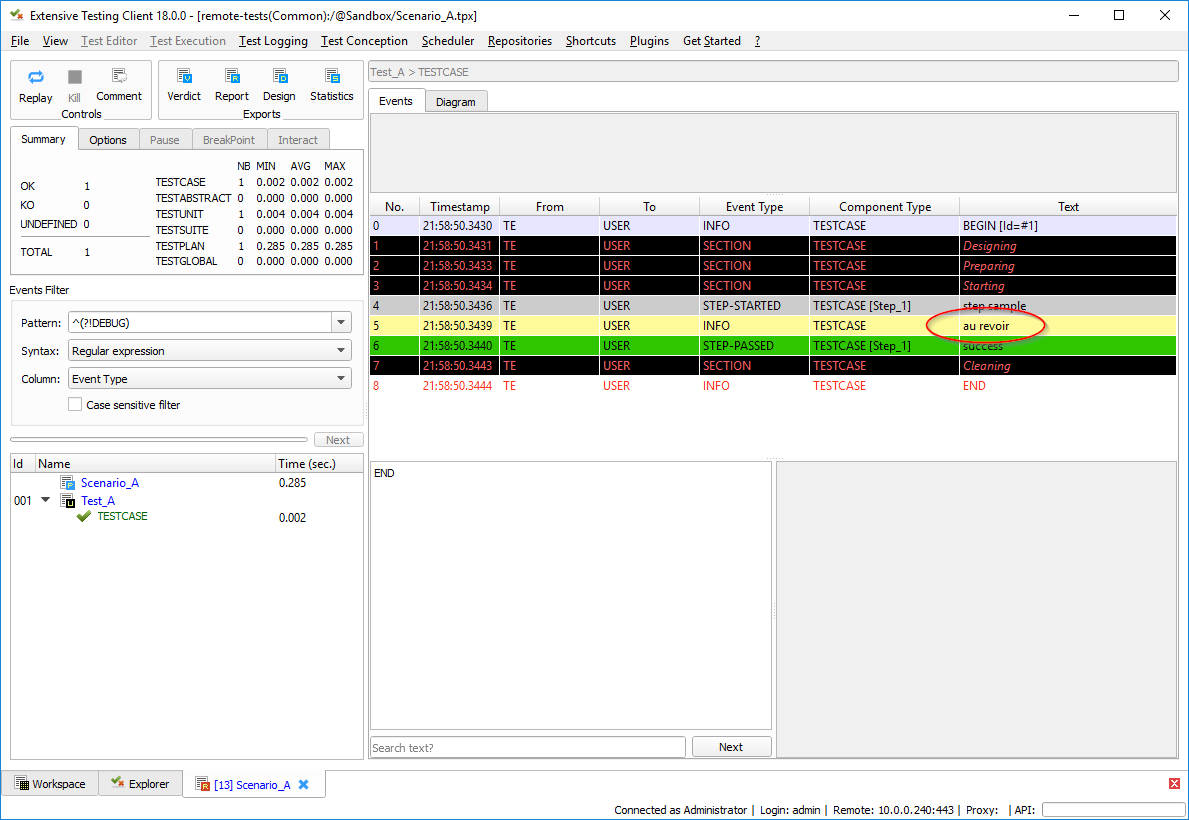 Extensive Testing Client 18.0.0 - [remote-tests(Common):/@Sandbox/Scenario_A.tpx]
File View Test Editor Test Execution Test Logging Test Conception Scheduler Repositories Shortcuts Plugins Get Started ?
Replay Kill Comment
Controls
Verdict Report Design Statistics
Exports
Summary Options Pause BreakPoint Interact
OK 1
KO 0
UNDEFINED 0
TOTAL 1
NB MIN AVG MAX
TESTCASE 1 0.002 0.002 0.002
TESTABSTRACT 0 0.000 0.000 0.000
TESTUNIT 1 0.004 0.004 0.004
TESTSUITE 0 0.000 0.000 0.000
TESTPLAN 1 0.285 0.285 0.285
TESTGLOBAL 0 0.000 0.000 0.000
Events Filter
Pattern: ^(?!DEBUG)
Syntax: Regular expression
Column: Event Type
Case sensitive filter
Next
Id Name Time (sec.)
Scenario_A 0.285
001 Test_A
TESTCASE 0.002
Test_A > TESTCASE
Events Diagram
No. Timestamp From To Event Type Component Type Text
0 21:58:50.3430 TE USER INFO TESTCASE BEGIN [Id=#1]
1 21:58:50.3431 TE USER SECTION TESTCASE Designing
2 21:58:50.3433 TE USER SECTION TESTCASE Preparing
3 21:58:50.3434 TE USER SECTION TESTCASE Starting
4 21:58:50.3436 TE USER STEP-STARTED TESTCASE [Step_1] step sample
5 21:58:50.3439 TE USER INFO TESTCASE au revoir
6 21:58:50.3440 TE USER STEP-PASSED TESTCASE [Step_1] success
7 21:58:50.3443 TE USER SECTION TESTCASE Cleaning
8 21:58:50.3444 TE USER INFO TESTCASE END
END
Search text? Next
Workspace Explorer [13] Scenario_A
Connected as Administrator | Login: admin | Remote: 10.0.0.240:443 | Proxy: | API: